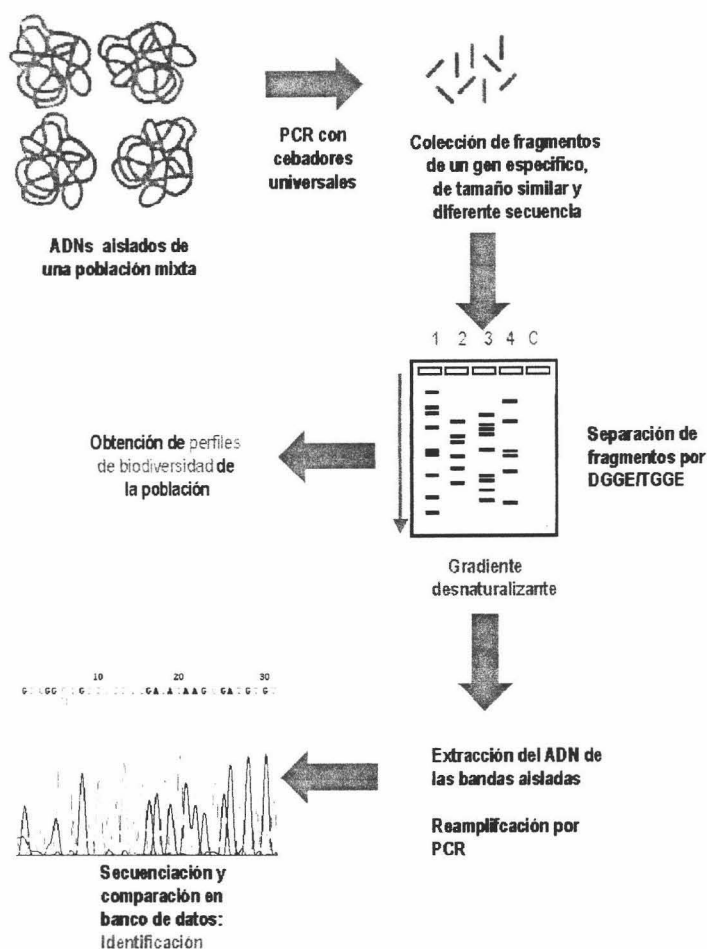 PCR con
cebadores
universales
Colección de fragmentos
de un gen específico,
de tamaño similar y
diferente secuencia
ADNs aislados de
una población mixta
1 2 3 4 C
Obtención de perfiles
de biodiversidad de
la población
Separación de
fragmentos por
DGGE/TGGE
Gradiente
desnaturalizante
10 20 30
Extracción del ADN de
las bandas aisladas
Reamplifcación por
PCR
Secuenciación y
comparación en
banco de datos:
Identificación